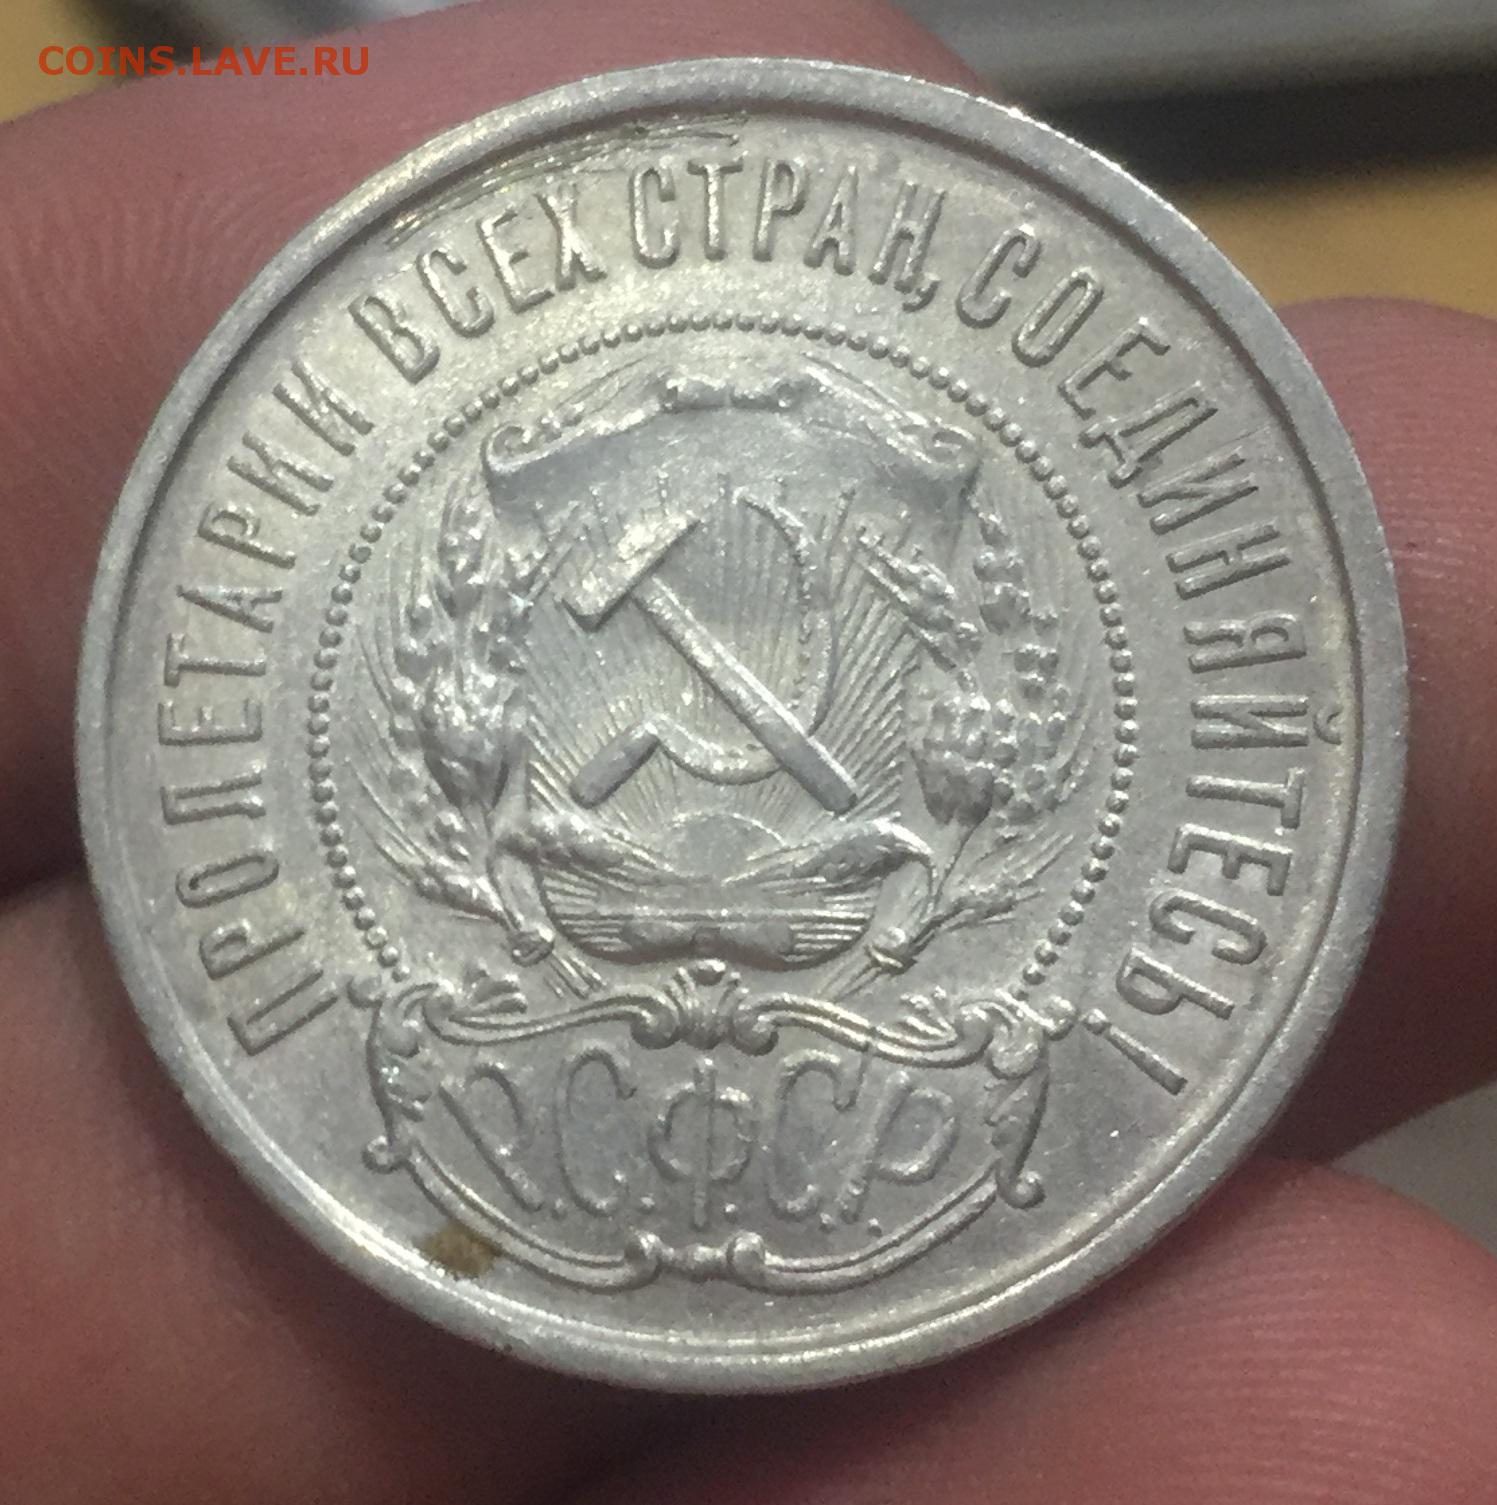 COINS.LAVE.RU
ПРОЛЕТАРИИ ВСЕХ СТРАН, СОЕДИНЯЙТЕСЬ!
Р.С.Ф.С.Р.